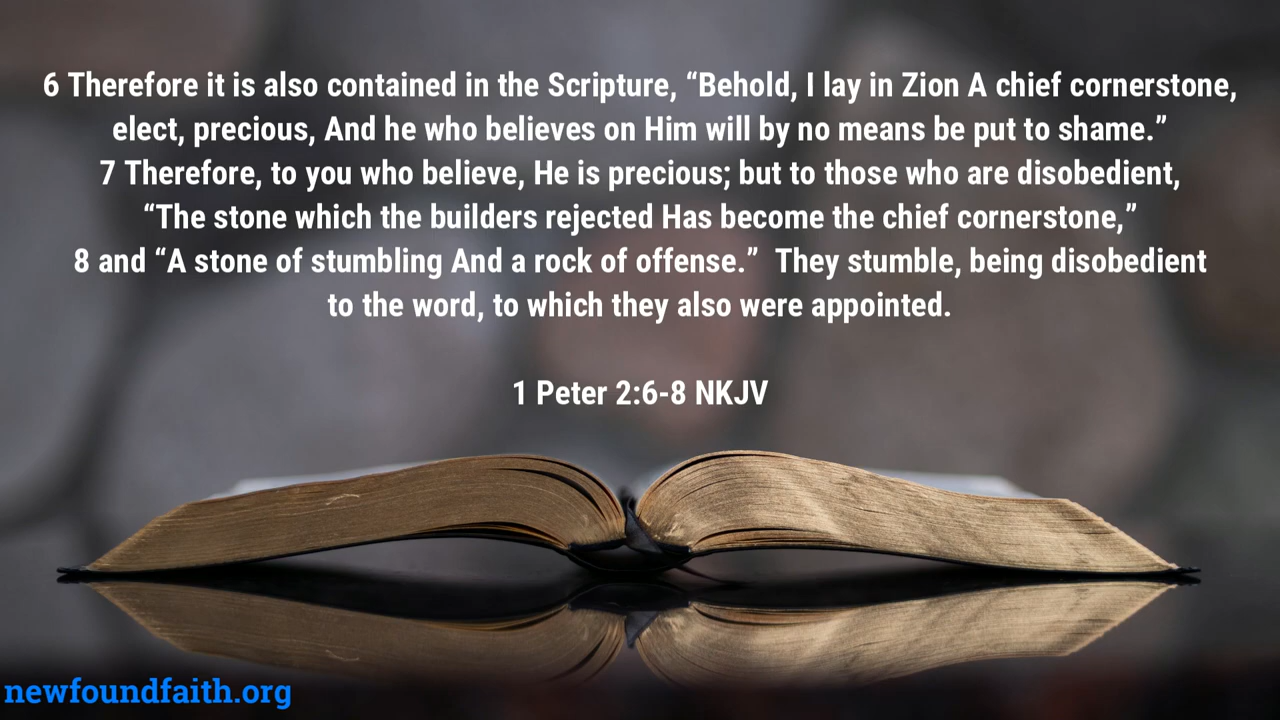 6 Therefore it is also contained in the Scripture, “Behold, I lay in Zion A chief cornerstone,
elect, precious, And he who believes on Him will by no means be put to shame.”
7 Therefore, to you who believe, He is precious; but to those who are disobedient,
“The stone which the builders rejected Has become the chief cornerstone,”
8 and “A stone of stumbling And a rock of offense.”  They stumble, being disobedient
to the word, to which they also were appointed.
1 Peter 2:6-8 NKJV
newfoundfaith.org